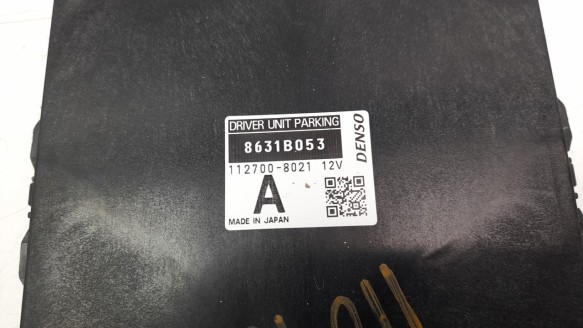 DRIVER UNIT PARKING
8631B053
112700-8021 12V
DENSO
A
MADE IN JAPAN